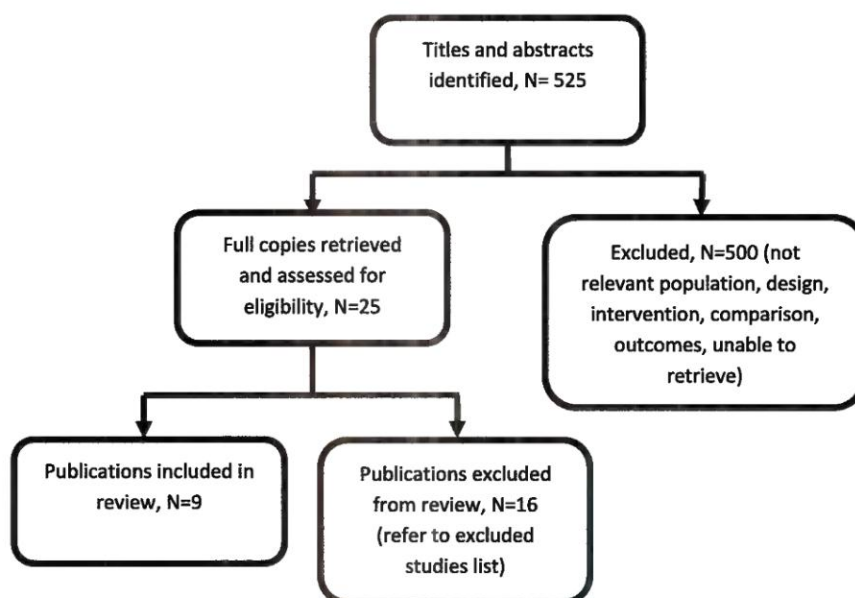 Titles and abstracts
identified, N= 525
Full copies retrieved
and assessed for
eligibility, N=25
Excluded, N=500 (not
relevant population, design,
intervention, comparison,
outcomes, unable to
retrieve)
Publications included in
review, N=9
Publications excluded
from review, N=16
(refer to excluded
studies list)